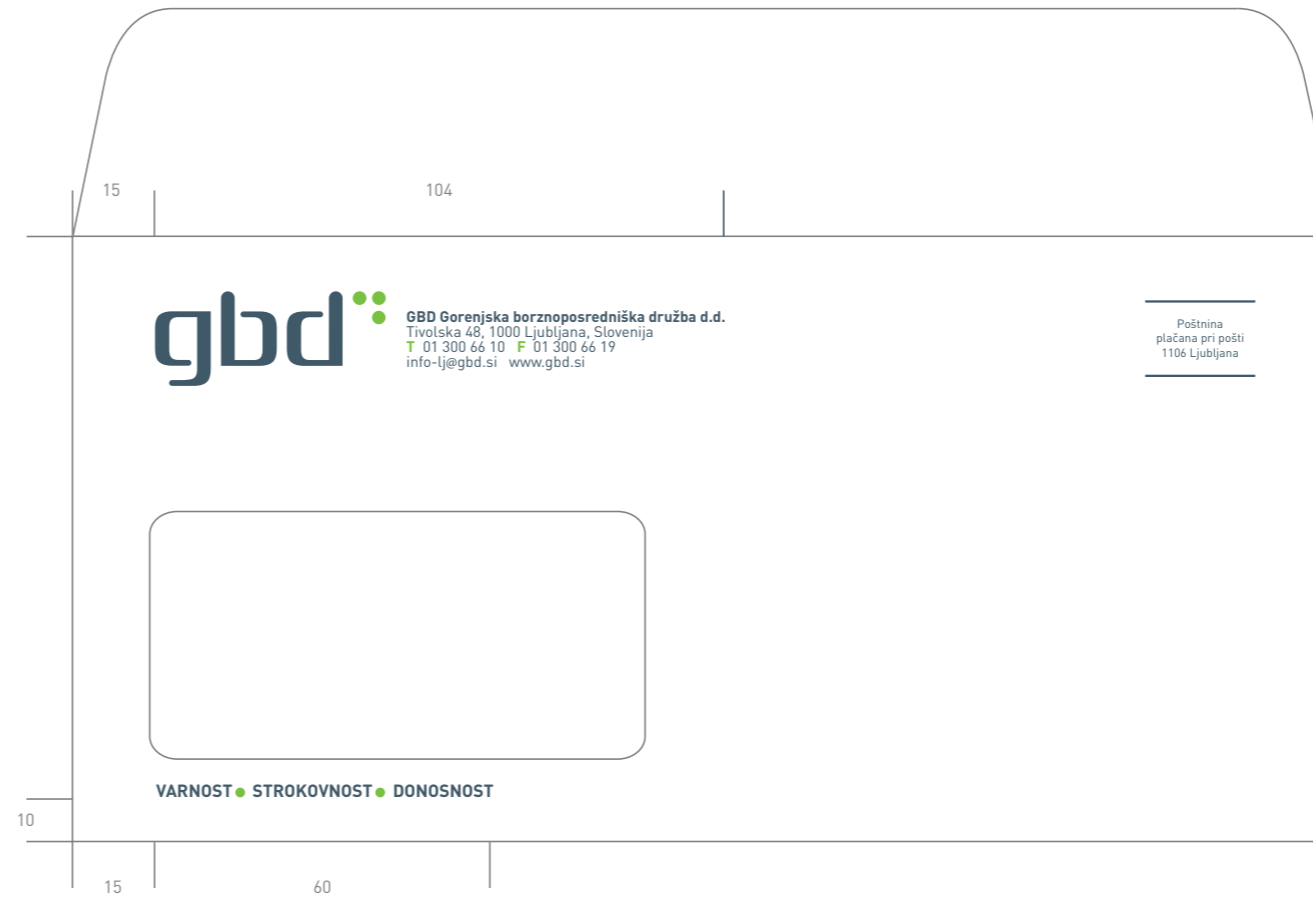 15 104
gbd
GBD Gorenjska borznoposredniška družba d.d.
Tivolska 48, 1000 Ljubljana, Slovenija
T 01 300 66 10 F 01 300 66 19
info-lj@gbd.si www.gbd.si
Poštnina
plačana pri pošti
1106 Ljubljana
VARNOST● STROKOVNOST● DONOSNOST
10
15 60